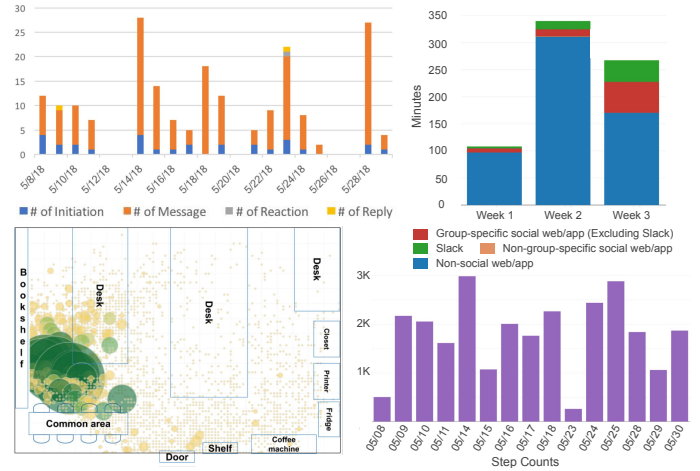 30
25
20
15
10
5
0
5/8/18
5/10/18
5/12/18
5/14/18
5/16/18
5/18/18
5/20/18
5/22/18
5/24/18
5/26/18
5/28/18
# of Initiation
# of Message
# of Reaction
# of Reply
Minutes
350
300
250
200
150
100
50
0
Week 1
Week 2
Week 3
Group-specific social web/app (Excluding Slack)
Slack
Non-group-specific social web/app
Non-social web/app
Bookshelf
Desk
Desk
Desk
Closet
Printer
Fridge
Common area
Door
Shelf
Coffee
machine
3K
2K
1K
05/08
05/09
05/10
05/11
05/14
05/15
05/16
05/17
05/18
05/23
05/24
05/25
05/28
05/29
05/30
Step Counts